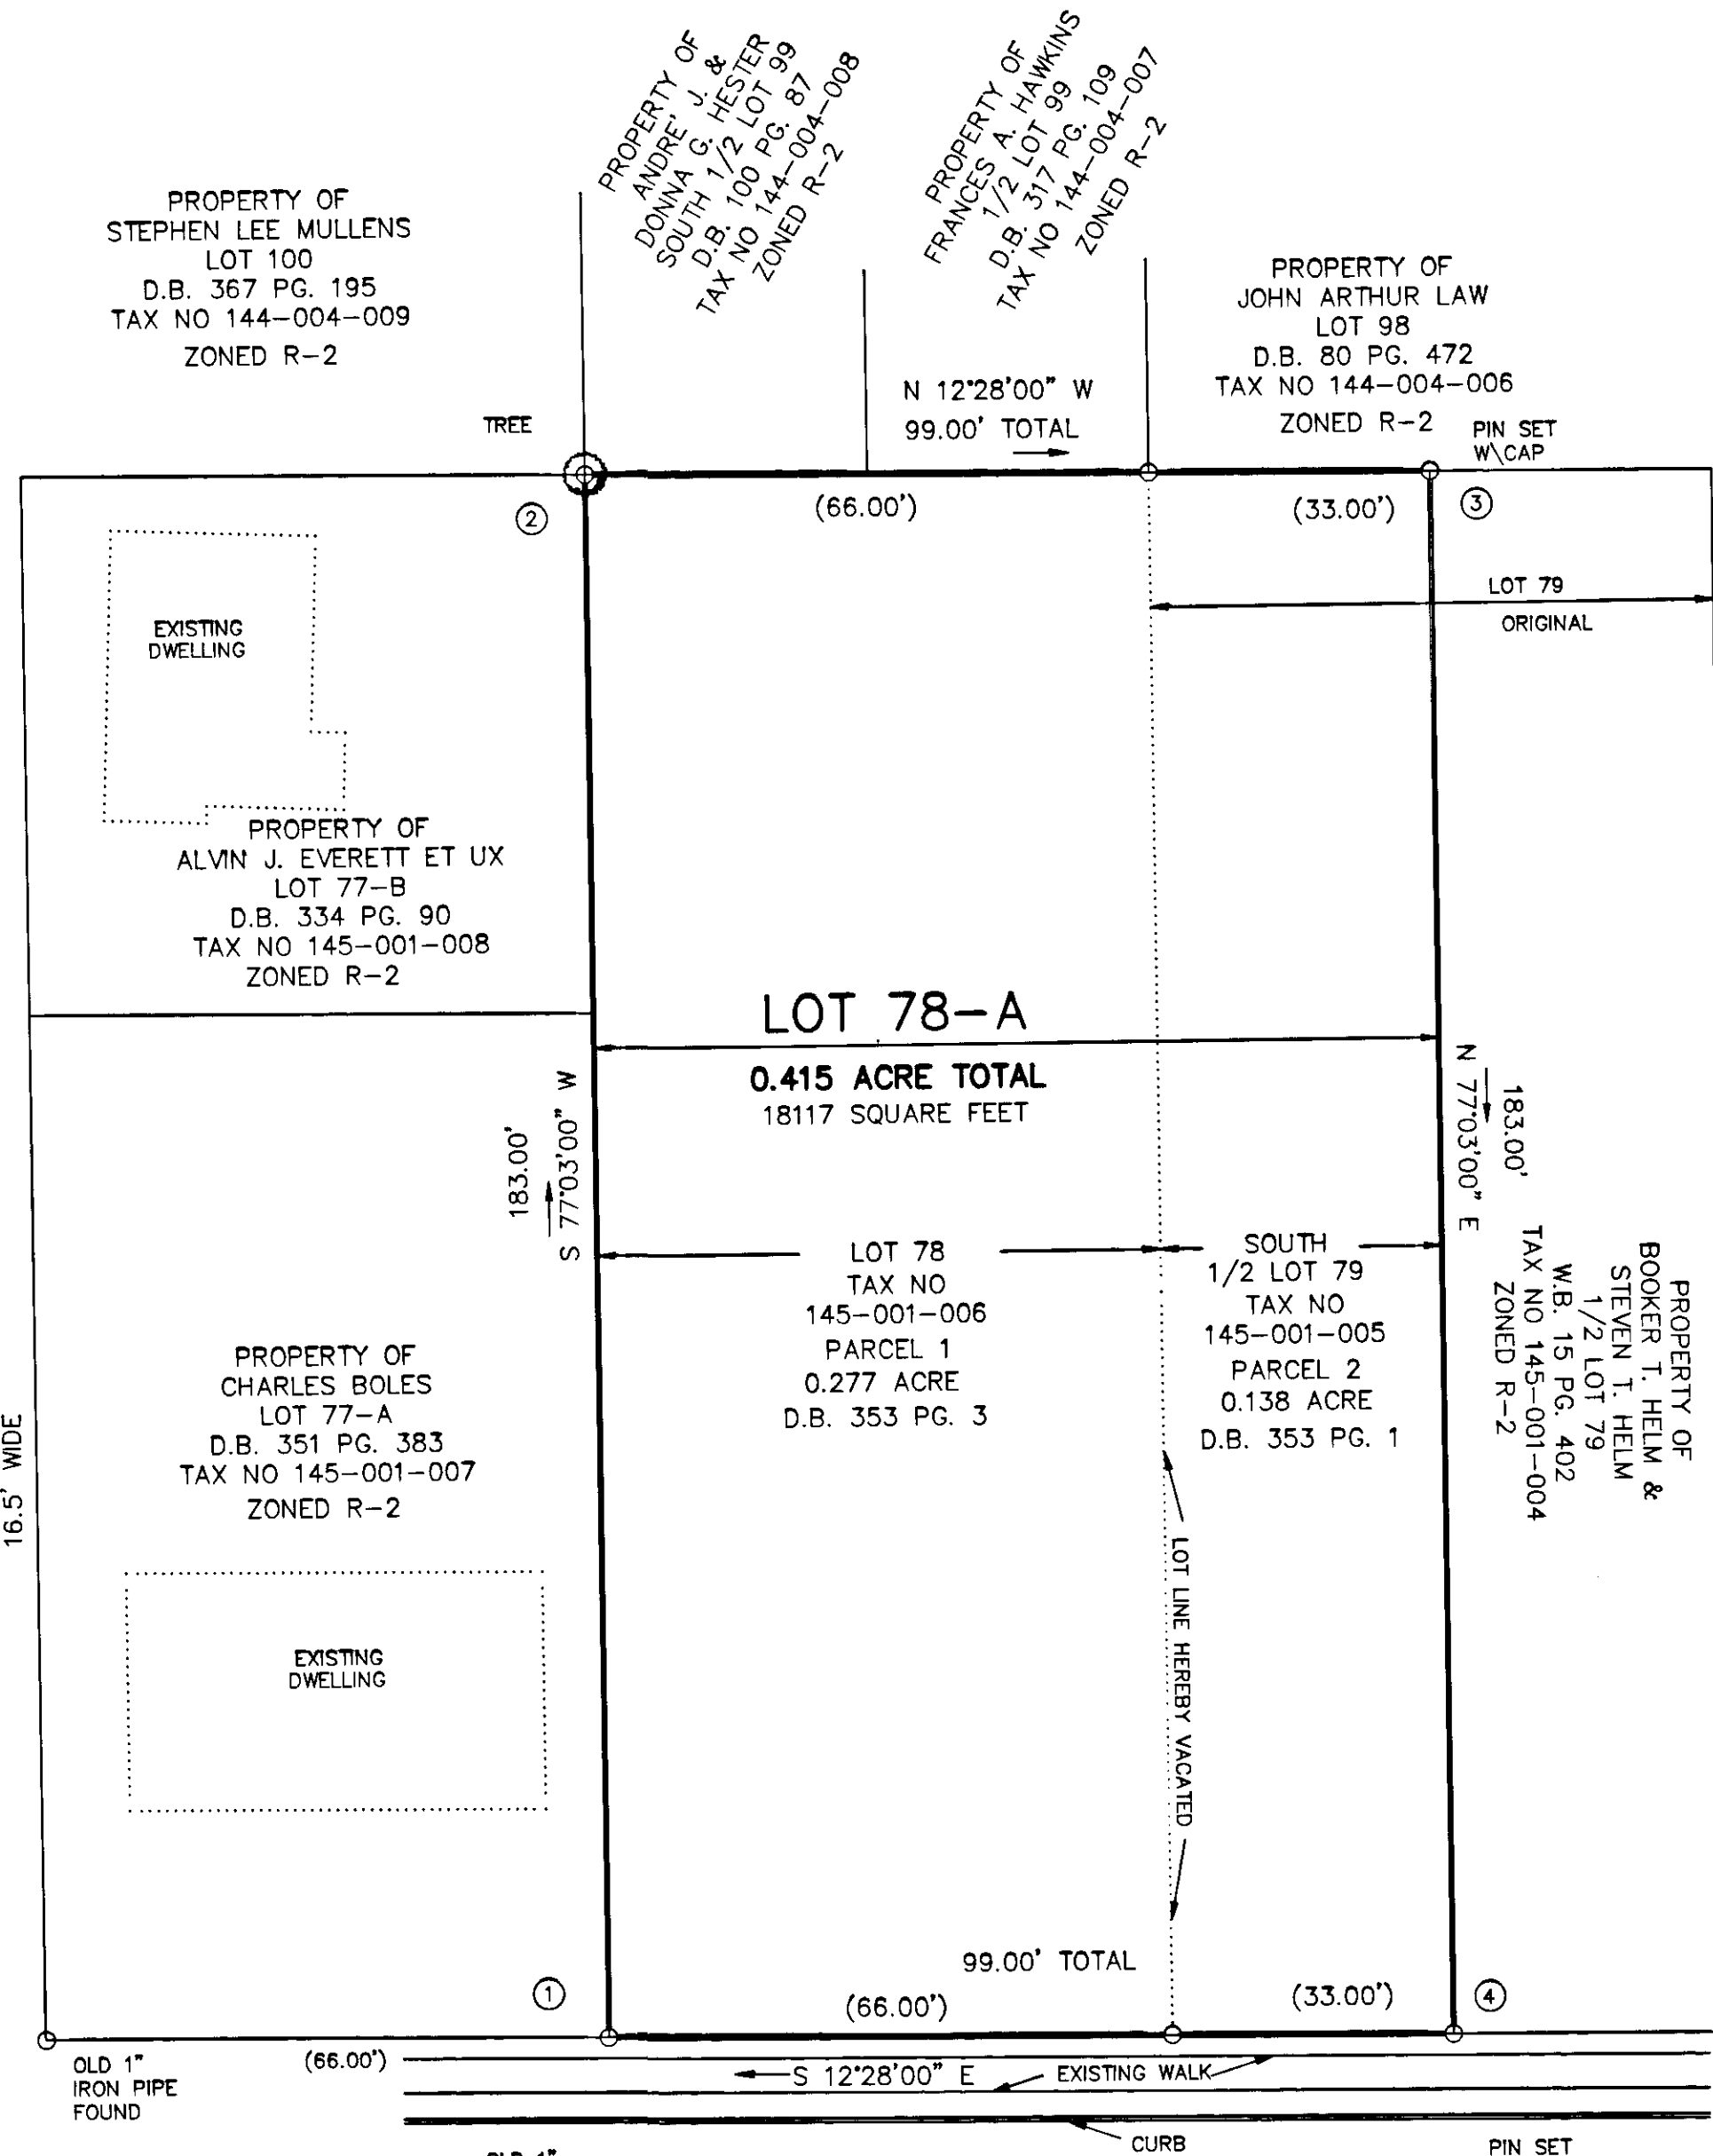 PROPERTY OF
STEPHEN LEE MULLENS
LOT 100
D.B. 367 PG. 195
TAX NO 144-004-009
ZONED R-2
PROPERTY OF
ANDRE' J. &
DONNA G. HESTER
SOUTH 1/2 LOT 99
D.B. 100 PG. 87
TAX NO 144-004-008
ZONED R-2
PROPERTY OF
FRANCES A. HAWKINS
1/2 LOT 99
D.B. 317 PG. 109
TAX NO 144-004-007
ZONED R-2
PROPERTY OF
JOHN ARTHUR LAW
LOT 98
D.B. 80 PG. 472
TAX NO 144-004-006
ZONED R-2
N 12°28'00" W
99.00' TOTAL
TREE
PIN SET
W\CAP
2
(66.00')
(33.00')
3
LOT 79
ORIGINAL
EXISTING
DWELLING
PROPERTY OF
ALVIN J. EVERETT ET UX
LOT 77-B
D.B. 334 PG. 90
TAX NO 145-001-008
ZONED R-2
LOT 78-A
0.415 ACRE TOTAL
18117 SQUARE FEET
183.00'
S 77°03'00" W
N 77°03'00" E
183.00'
LOT 78
TAX NO
145-001-006
PARCEL 1
0.277 ACRE
D.B. 353 PG. 3
SOUTH
1/2 LOT 79
TAX NO
145-001-005
PARCEL 2
0.138 ACRE
D.B. 353 PG. 1
PROPERTY OF
BOOKER T. HELM &
STEVEN T. HELM
1/2 LOT 79
W.B. 15 PG. 402
TAX NO 145-001-004
ZONED R-2
PROPERTY OF
CHARLES BOLES
LOT 77-A
D.B. 351 PG. 383
TAX NO 145-001-007
ZONED R-2
16.5' WIDE
EXISTING
DWELLING
LOT LINE HEREBY VACATED
99.00' TOTAL
1
(66.00')
(33.00')
4
OLD 1"
IRON PIPE
FOUND
(66.00')
S 12°28'00" E
EXISTING WALK
CURB
OLD 1"
PIN SET